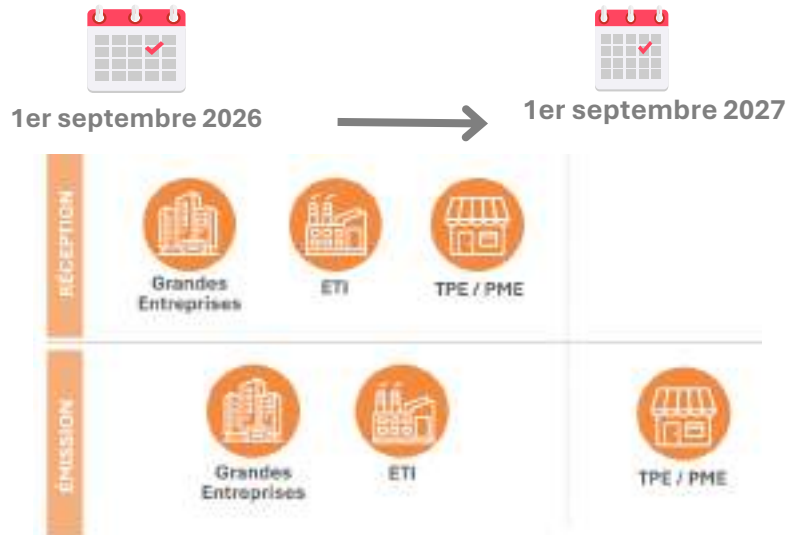 1er septembre 2026
1er septembre 2027
RÉCEPTION
Grandes
Entreprises
ETI
TPE / PME
ÉMISSION
Grandes
Entreprises
ETI
TPE / PME